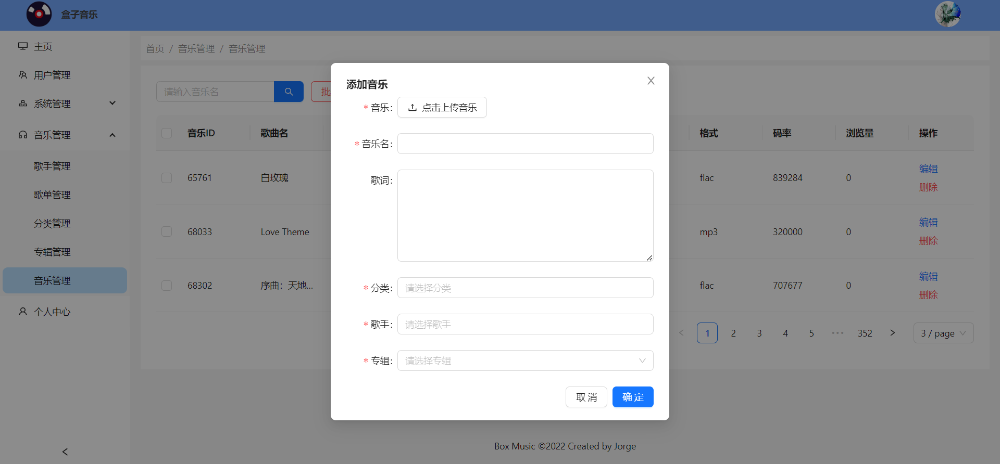 盒子音乐
主页
用户管理
系统管理
音乐管理
歌手管理
歌单管理
分类管理
专辑管理
音乐管理
个人中心
首页 / 音乐管理 / 音乐管理
请输入音乐名
批
音乐ID 歌曲名 格式 码率 浏览量 操作
65761 白玫瑰 flac 839284 0 编辑 删除
68033 Love Theme mp3 320000 0 编辑 删除
68302 序曲：天地... flac 707677 0 编辑 删除
1 2 3 4 5 ••• 352 3 / page
添加音乐
* 音乐: 点击上传音乐
* 音乐名:
歌词:
* 分类: 请选择分类
* 歌手: 请选择歌手
* 专辑: 请选择专辑
取 消 确 定
Box Music ©2022 Created by Jorge